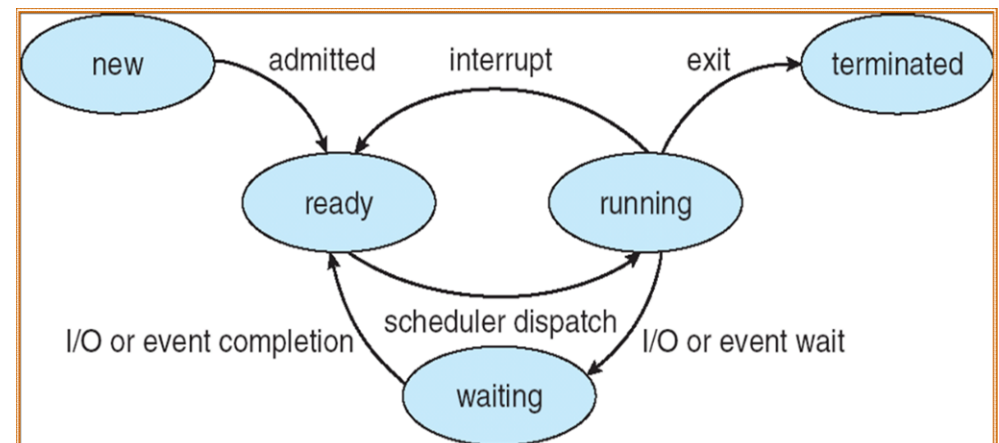 new
admitted
interrupt
exit
terminated
ready
running
scheduler dispatch
I/O or event completion
I/O or event wait
waiting